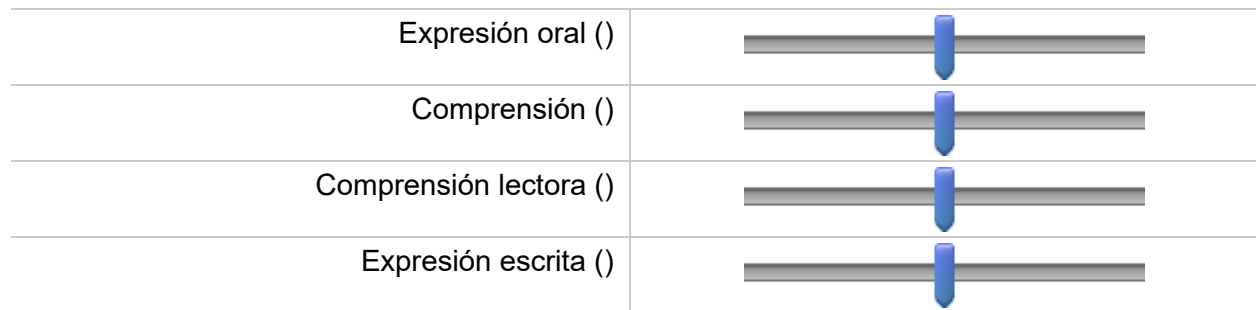 Expresión oral ()
Comprensión ()
Comprensión lectora ()
Expresión escrita ()